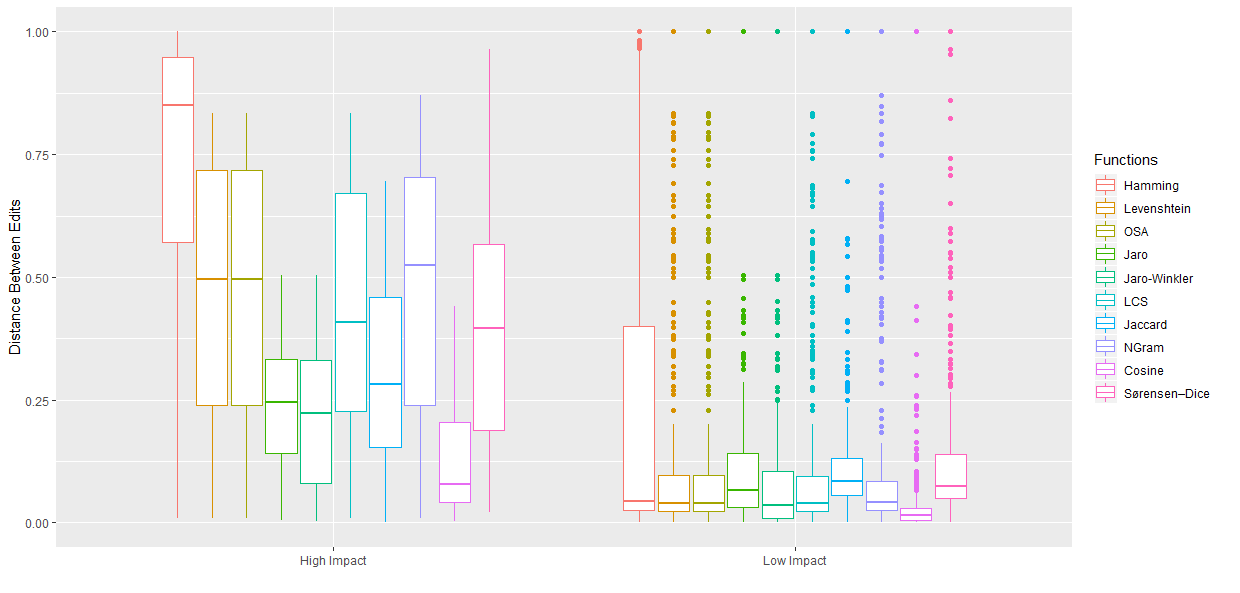 Distance Between Edits
1.00
0.75
0.50
0.25
0.00
High Impact
Low Impact
Functions
Hamming
Levenshtein
OSA
Jaro
Jaro-Winkler
LCS
Jaccard
NGram
Cosine
Sørensen–Dice